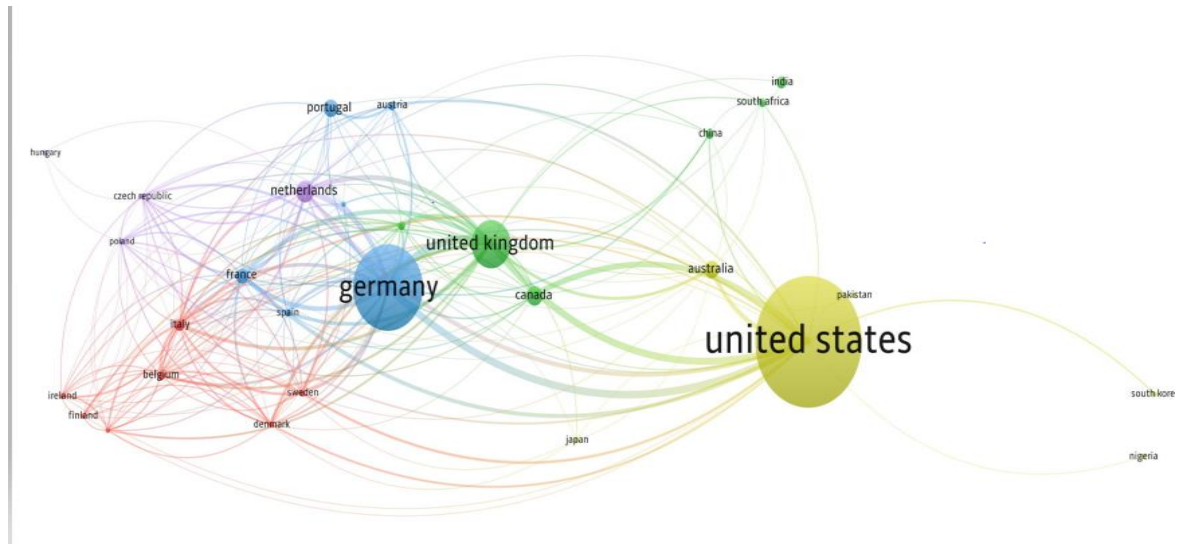 india
south africa
portugal
austria
china
hungary
netherlands
czech republic
poland
united kingdom
france
germany
australia
canada
pakistan
spain
italy
united states
belgium
sweden
ireland
south kore
finland
denmark
japan
nigeria